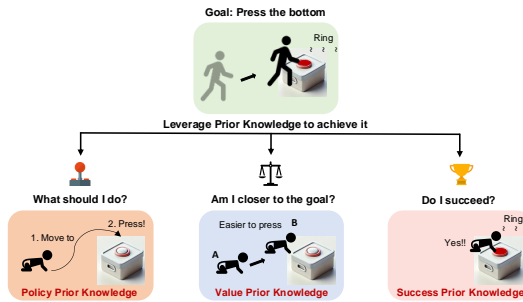 Goal: Press the bottom
Ring
~ ~ ~
Leverage Prior Knowledge to achieve it
What should I do?
Am I closer to the goal?
Do I succeed?
2. Press!
1. Move to
Policy Prior Knowledge
Easier to press
B
A
Value Prior Knowledge
Ring
~ ~
Yes!!
Success Prior Knowledge